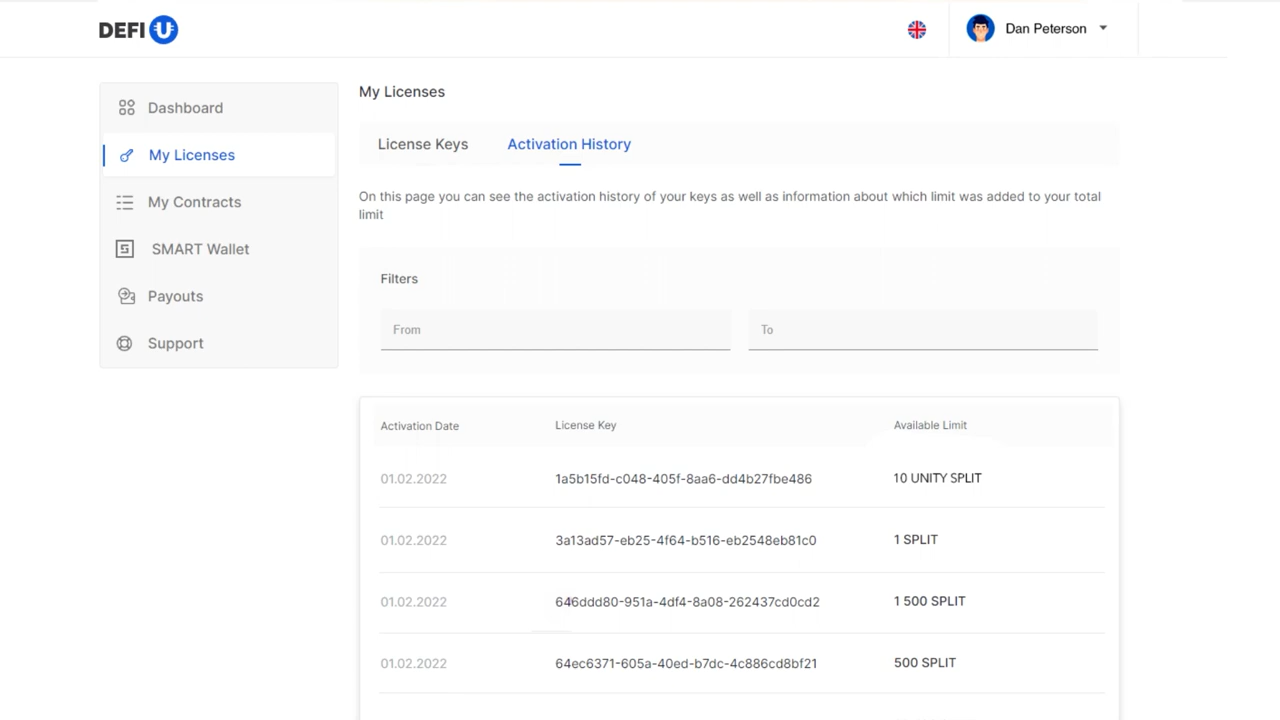 DEFI U
Dan Peterson
Dashboard
My Licenses
My Contracts
SMART Wallet
Payouts
Support
My Licenses
License Keys Activation History
On this page you can see the activation history of your keys as well as information about which limit was added to your total
limit
Filters
From To
Activation Date License Key Available Limit
01.02.2022 1a5b15fd-c048-405f-8aa6-dd4b27fbe486 10 UNITY SPLIT
01.02.2022 3a13ad57-eb25-4f64-b516-eb2548eb81c0 1 SPLIT
01.02.2022 646ddd80-951a-4df4-8a08-262437cd0cd2 1 500 SPLIT
01.02.2022 64ec6371-605a-40ed-b7dc-4c886cd8bf21 500 SPLIT